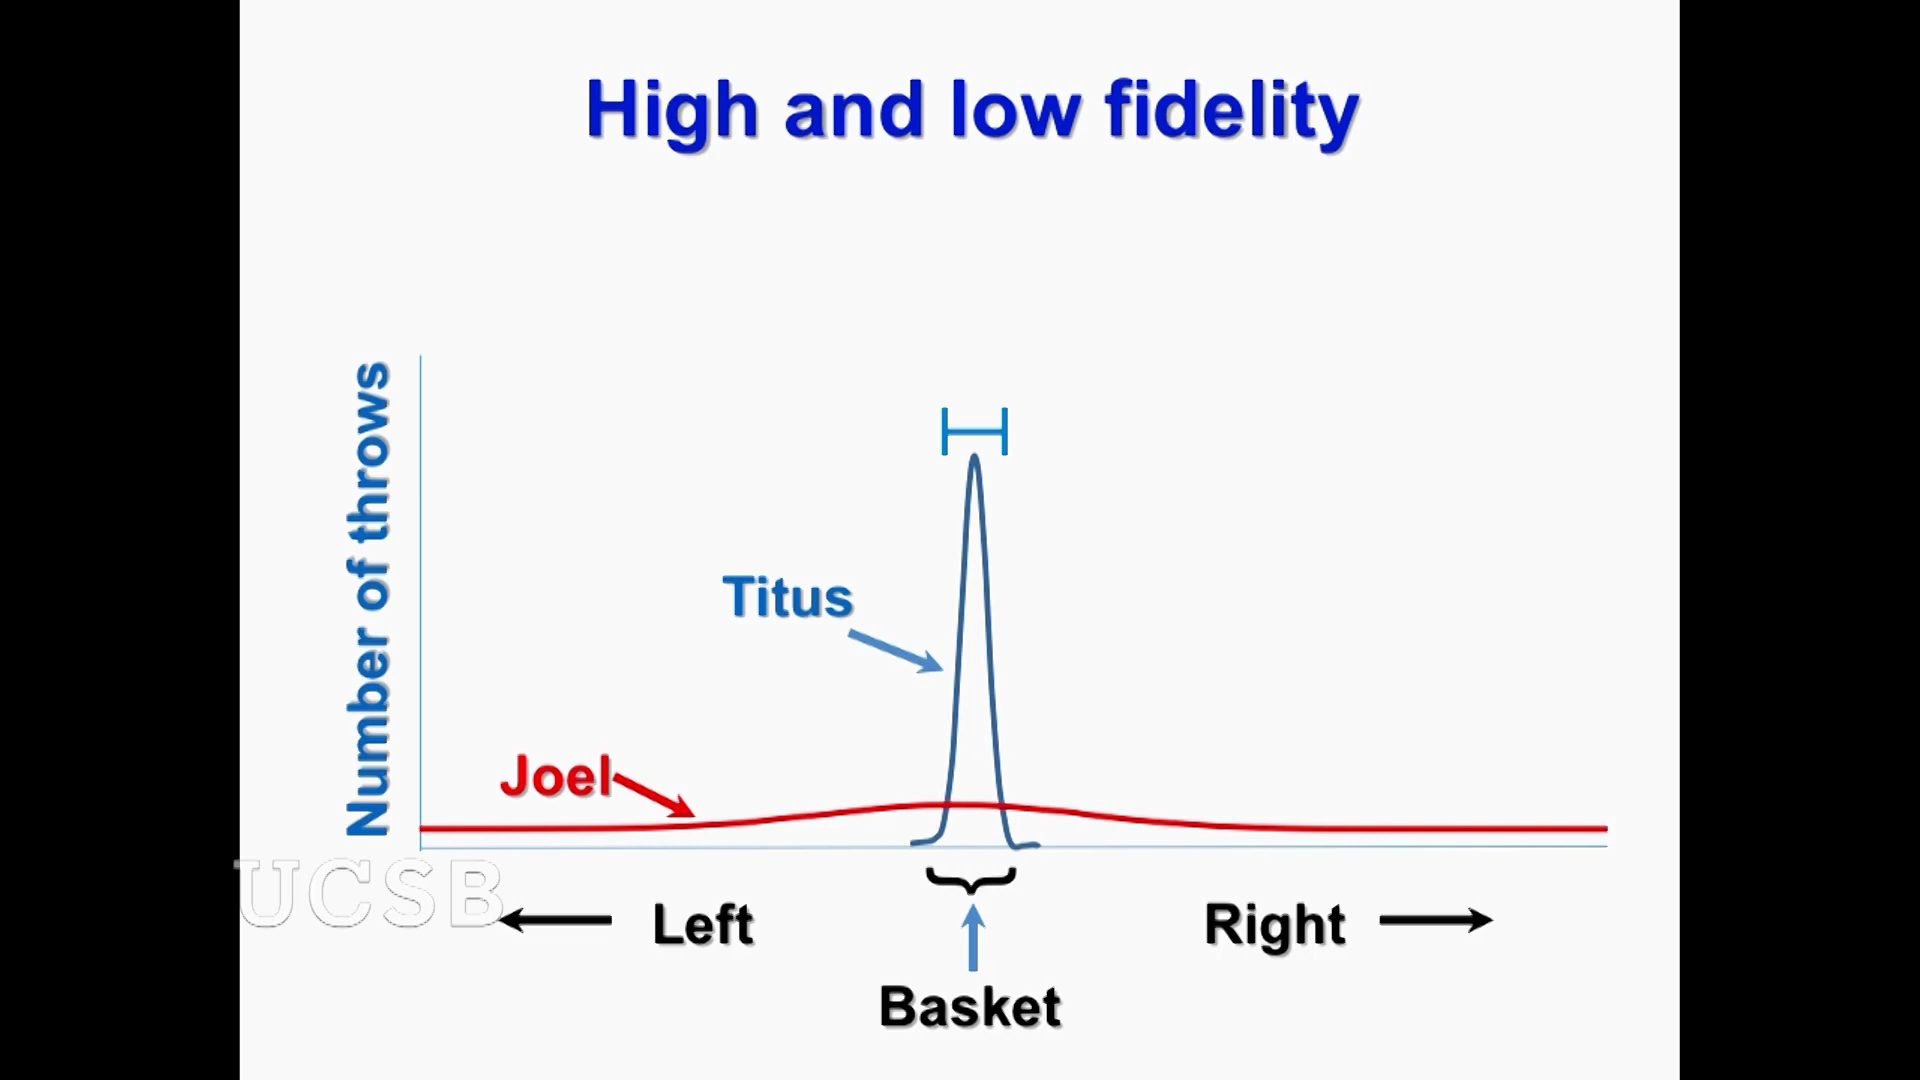 High and low fidelity
Number of throws
Titus
Joel
UCSB
Left
Right
Basket